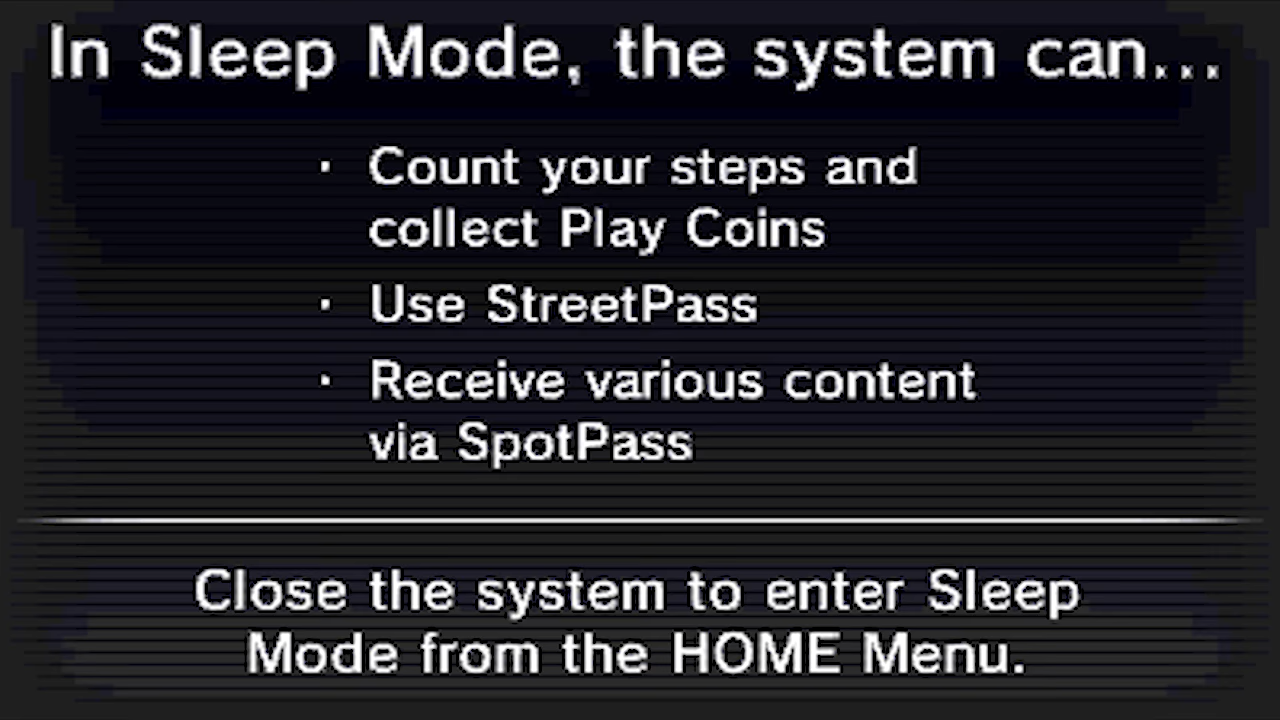 In Sleep Mode, the system can...
· Count your steps and
collect Play Coins
· Use StreetPass
· Receive various content
via SpotPass
Close the system to enter Sleep
Mode from the HOME Menu.